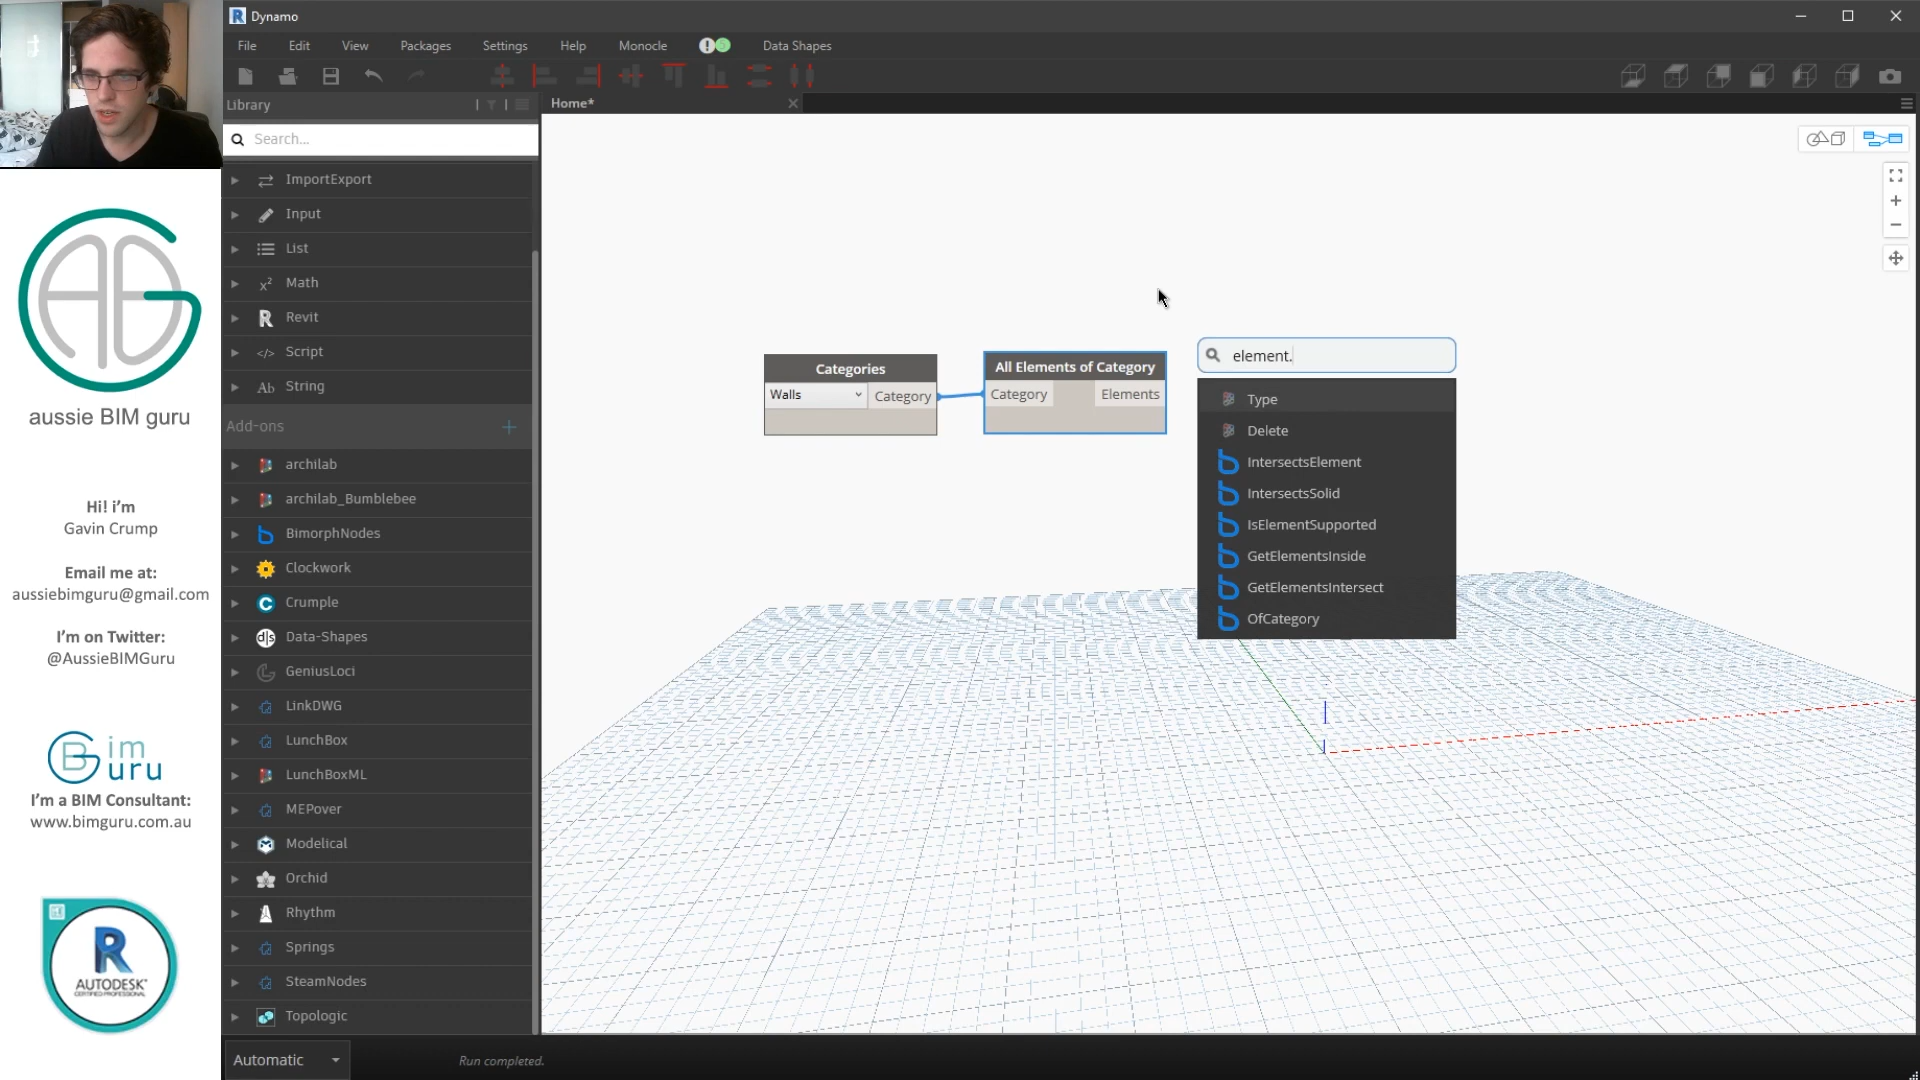 Dynamo
File Edit View Packages Settings Help Monocle Data Shapes
Library
Home*
Search...
ImportExport
Input
List
Math
Revit
Script
String
Add-ons
archilab
archilab_Bumblebee
BimorphNodes
Clockwork
Crumple
Data-Shapes
GeniusLoci
LinkDWG
LunchBox
LunchBoxML
MEPover
Modelical
Orchid
Rhythm
Springs
SteamNodes
Topologic
Automatic
Run completed.
Categories
Walls
Category
All Elements of Category
Category
Elements
element.
Type
Delete
IntersectsElement
IntersectsSolid
IsElementSupported
GetElementsInside
GetElementsIntersect
OfCategory
aussie BIM guru
Hi! i'm
Gavin Crump
Email me at:
aussiebimguru@gmail.com
I'm on Twitter:
@AussieBIMGuru
Bim
Guru
I'm a BIM Consultant:
www.bimguru.com.au
R
AUTODESK
CERTIFIED PROFESSIONAL